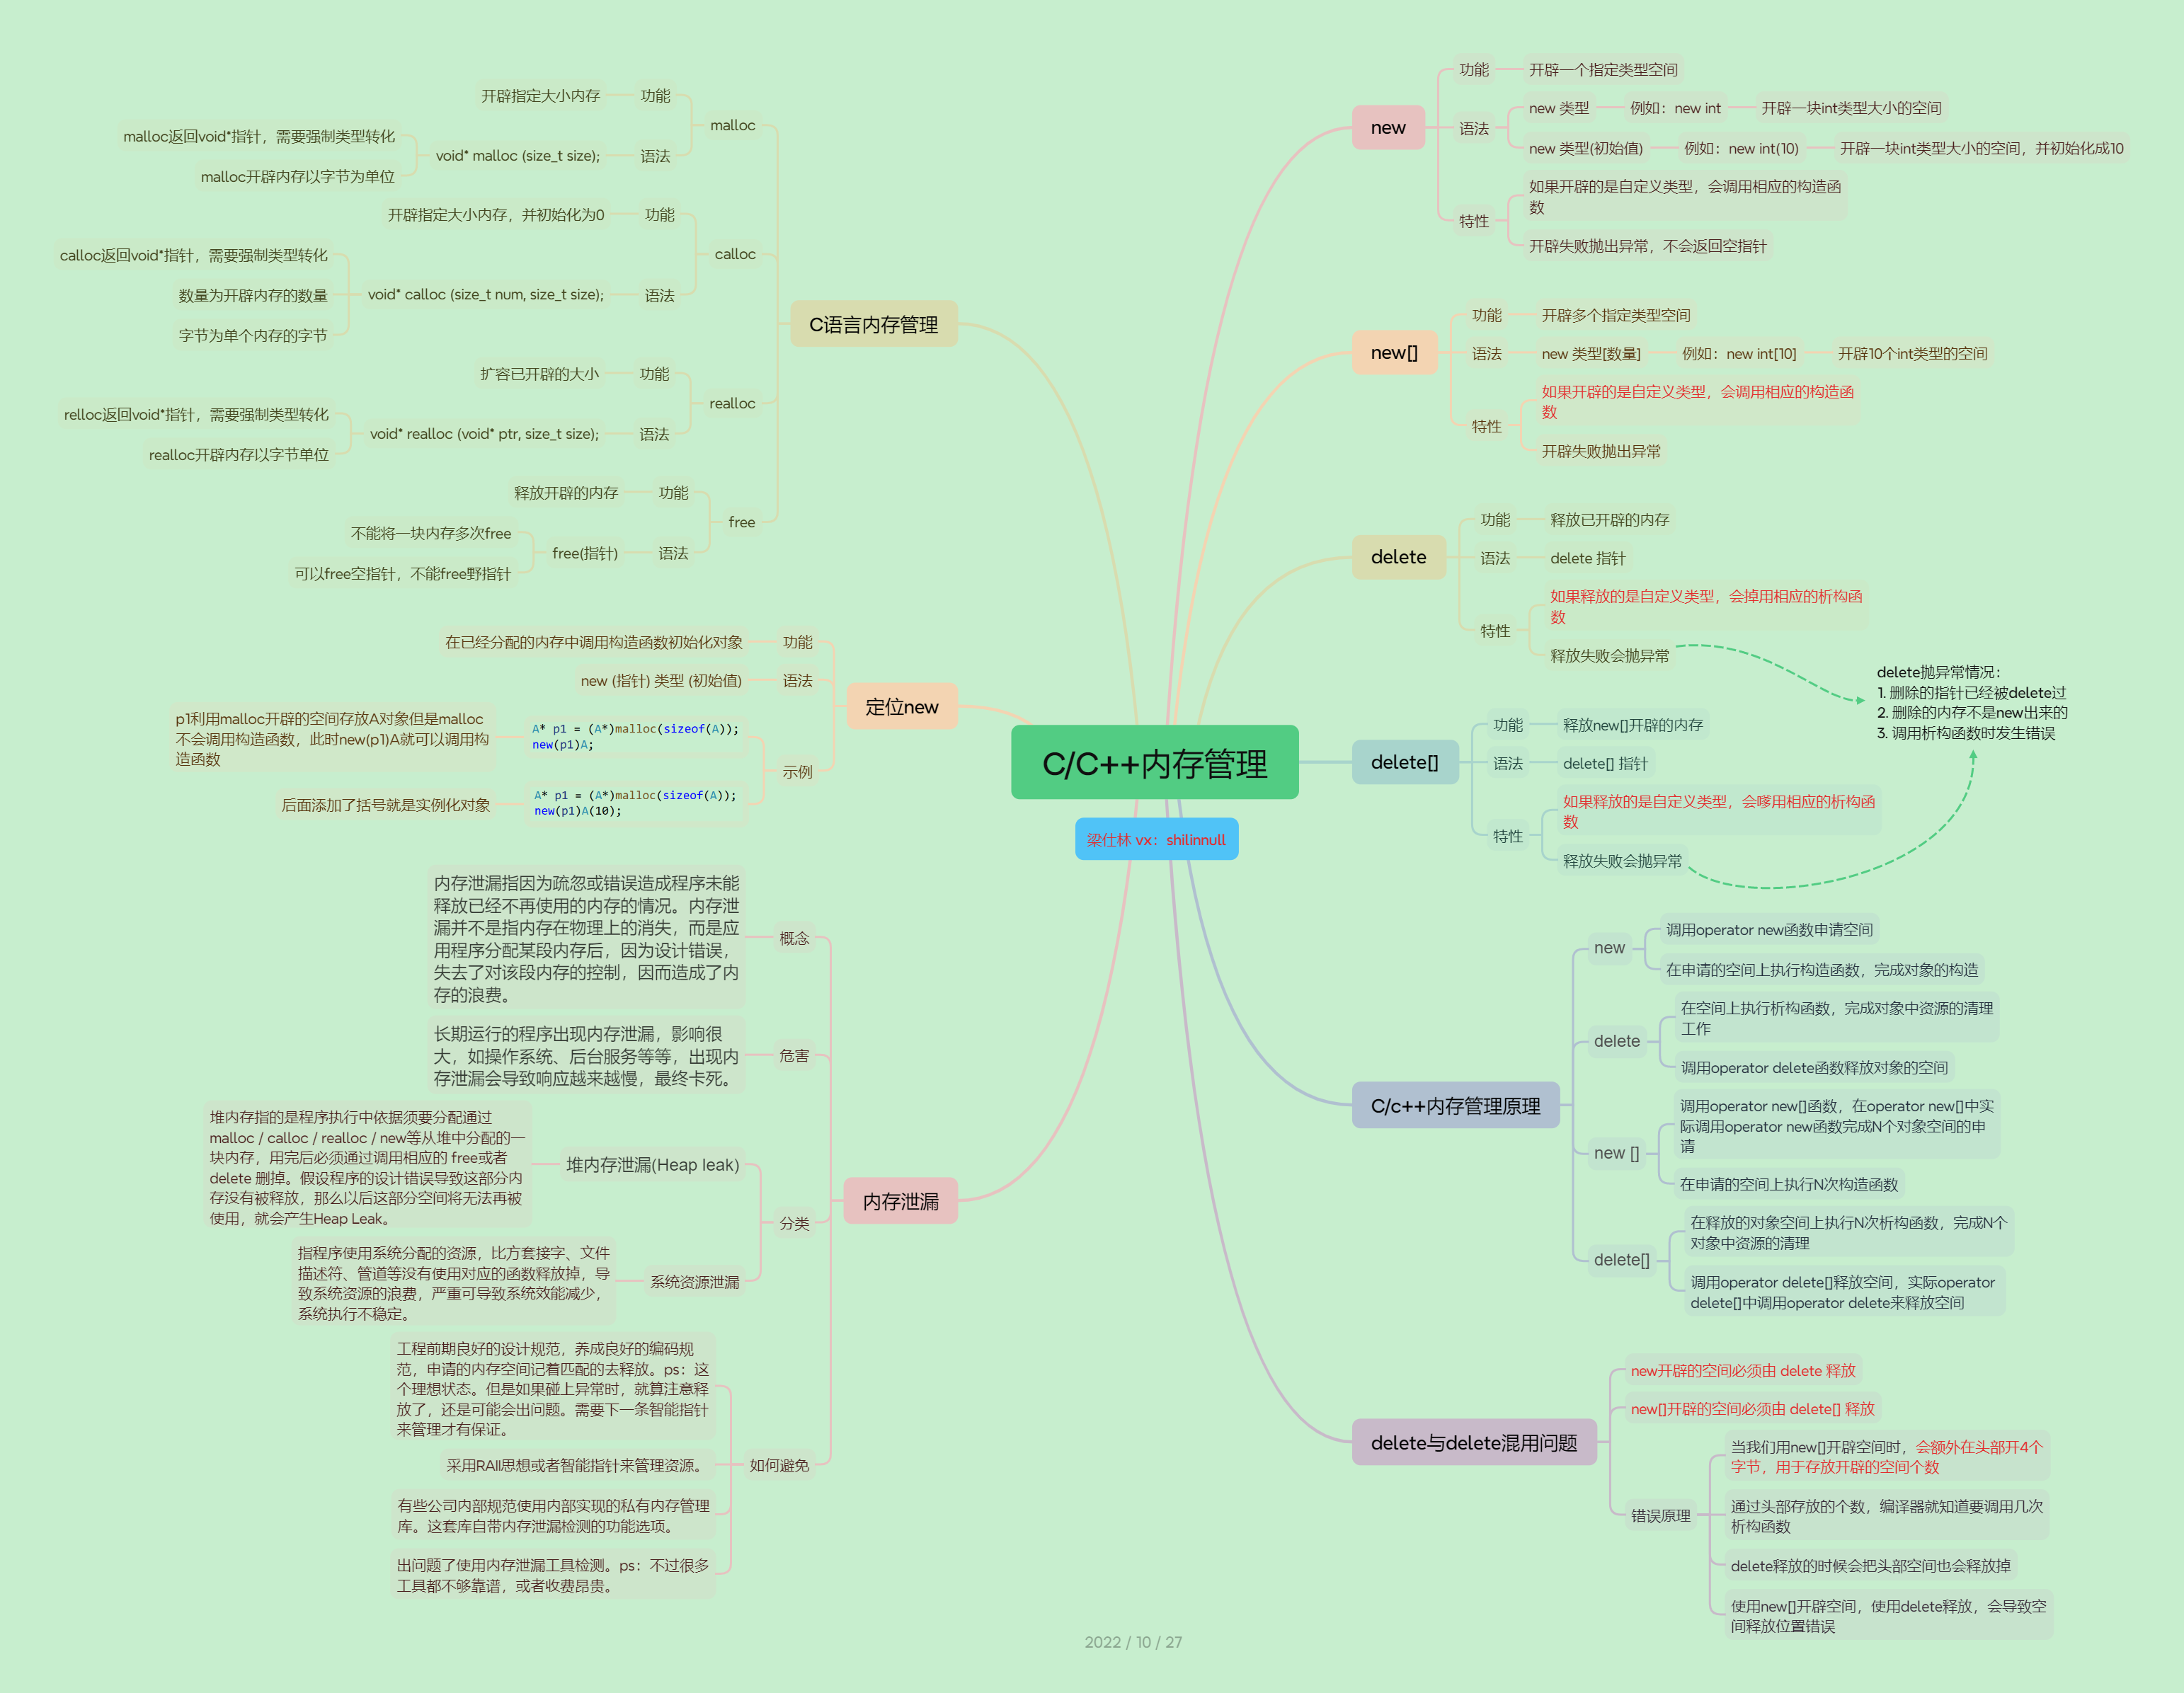 C/C++内存管理
梁仕林 vx：shilinnull
new
功能
开辟一个指定类型空间
语法
new 类型
例如：new int
开辟一块int类型大小的空间
new 类型(初始值)
例如：new int(10)
开辟一块int类型大小的空间，并初始化成10
特性
如果开辟的是自定义类型，会调用相应的构造函
数
开辟失败抛出异常，不会返回空指针
new[]
功能
开辟多个指定类型空间
语法
new 类型[数量]
例如：new int[10]
开辟10个int类型的空间
特性
如果开辟的是自定义类型，会调用相应的构造函
数
开辟失败抛出异常
delete
功能
释放已开辟的内存
语法
delete 指针
特性
如果释放的是自定义类型，会掉用相应的析构函
数
释放失败会抛异常
delete抛异常情况：
1. 删除的指针已经被delete过
2. 删除的内存不是new出来的
3. 调用析构函数时发生错误
delete[]
功能
释放new[]开辟的内存
语法
delete[] 指针
特性
如果释放的是自定义类型，会嗲用相应的析构函
数
释放失败会抛异常
C/c++内存管理原理
new
调用operator new函数申请空间
在申请的空间上执行构造函数，完成对象的构造
delete
在空间上执行析构函数，完成对象中资源的清理
工作
调用operator delete函数释放对象的空间
new []
调用operator new[]函数，在operator new[]中实
际调用operator new函数完成N个对象空间的申
请
在申请的空间上执行N次构造函数
delete[]
在释放的对象空间上执行N次析构函数，完成N个
对象中资源的清理
调用operator delete[]释放空间，实际operator
delete[]中调用operator delete来释放空间
delete与delete混用问题
new开辟的空间必须由 delete 释放
new[]开辟的空间必须由 delete[] 释放
错误原理
当我们用new[]开辟空间时，会额外在头部开4个
字节，用于存放开辟的空间个数
通过头部存放的个数，编译器就知道要调用几次
析构函数
delete释放的时候会把头部空间也会释放掉
使用new[]开辟空间，使用delete释放，会导致空
间释放位置错误
C语言内存管理
malloc
功能
开辟指定大小内存
语法
void* malloc (size_t size);
malloc返回void*指针，需要强制类型转化
malloc开辟内存以字节为单位
calloc
功能
开辟指定大小内存，并初始化为0
语法
void* calloc (size_t num, size_t size);
calloc返回void*指针，需要强制类型转化
数量为开辟内存的数量
字节为单个内存的字节
realloc
功能
扩容已开辟的大小
语法
void* realloc (void* ptr, size_t size);
relloc返回void*指针，需要强制类型转化
realloc开辟内存以字节单位
free
功能
释放开辟的内存
语法
free(指针)
不能将一块内存多次free
可以free空指针，不能free野指针
定位new
功能
在已经分配的内存中调用构造函数初始化对象
语法
new (指针) 类型 (初始值)
示例
A* p1 = (A*)malloc(sizeof(A));
new(p1)A;
p1利用malloc开辟的空间存放A对象但是malloc
不会调用构造函数，此时new(p1)A就可以调用构
造函数
A* p1 = (A*)malloc(sizeof(A));
new(p1)A(10);
后面添加了括号就是实例化对象
内存泄漏
概念
内存泄漏指因为疏忽或错误造成程序未能
释放已经不再使用的内存的情况。内存泄
漏并不是指内存在物理上的消失，而是应
用程序分配某段内存后，因为设计错误，
失去了对该段内存的控制，因而造成了内
存的浪费。
危害
长期运行的程序出现内存泄漏，影响很
大，如操作系统、后台服务等等，出现内
存泄漏会导致响应越来越慢，最终卡死。
分类
堆内存泄漏(Heap leak)
堆内存指的是程序执行中依据须要分配通过
malloc / calloc / realloc / new等从堆中分配的一
块内存，用完后必须通过调用相应的 free或者
delete 删掉。假设程序的设计错误导致这部分内
存没有被释放，那么以后这部分空间将无法再被
使用，就会产生Heap Leak。
系统资源泄漏
指程序使用系统分配的资源，比方套接字、文件
描述符、管道等没有使用对应的函数释放掉，导
致系统资源的浪费，严重可导致系统效能减少，
系统执行不稳定。
如何避免
工程前期良好的设计规范，养成良好的编码规
范，申请的内存空间记着匹配的去释放。ps：这
个理想状态。但是如果碰上异常时，就算注意释
放了，还是可能会出问题。需要下一条智能指针
来管理才有保证。
采用RAII思想或者智能指针来管理资源。
有些公司内部规范使用内部实现的私有内存管理
库。这套库自带内存泄漏检测的功能选项。
出问题了使用内存泄漏工具检测。ps：不过很多
工具都不够靠谱，或者收费昂贵。
2022 / 10 / 27